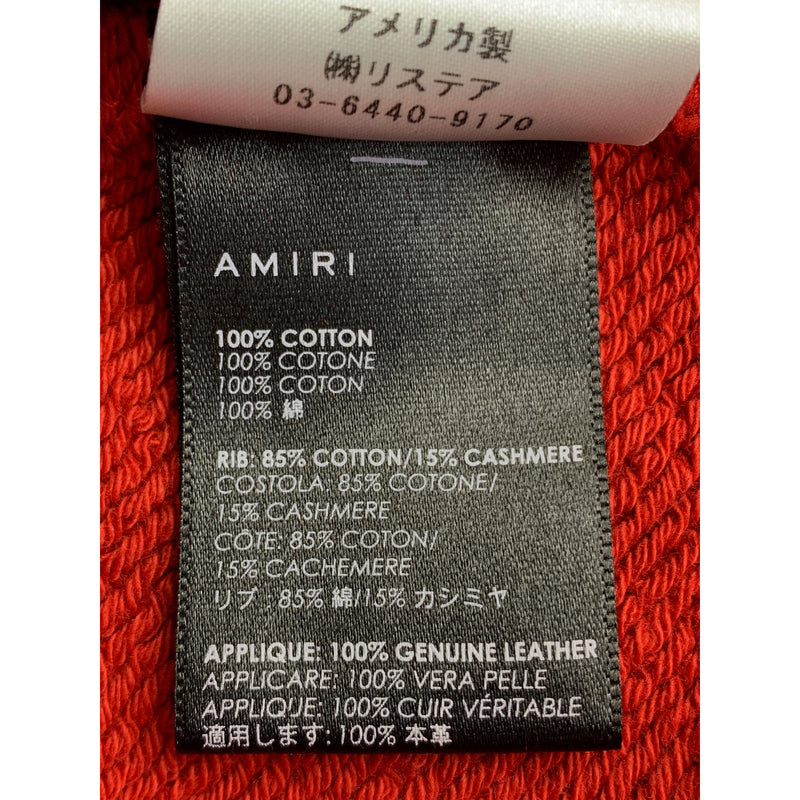 アメリカ製
㈱リステア
03-6440-9170
AMIRI
100% COTTON
100% COTONE
100% COTON
100% 綿
RIB: 85% COTTON/15% CASHMERE
COSTOLA: 85% COTONE/
15% CASHMERE
CÔTE: 85% COTON/
15% CACHEMERE
リブ : 85% 綿/15% カシミヤ
APPLIQUE: 100% GENUINE LEATHER
APPLICARE: 100% VERA PELLE
APPLIQUE: 100% CUIR VÉRITABLE
適用します: 100% 本革